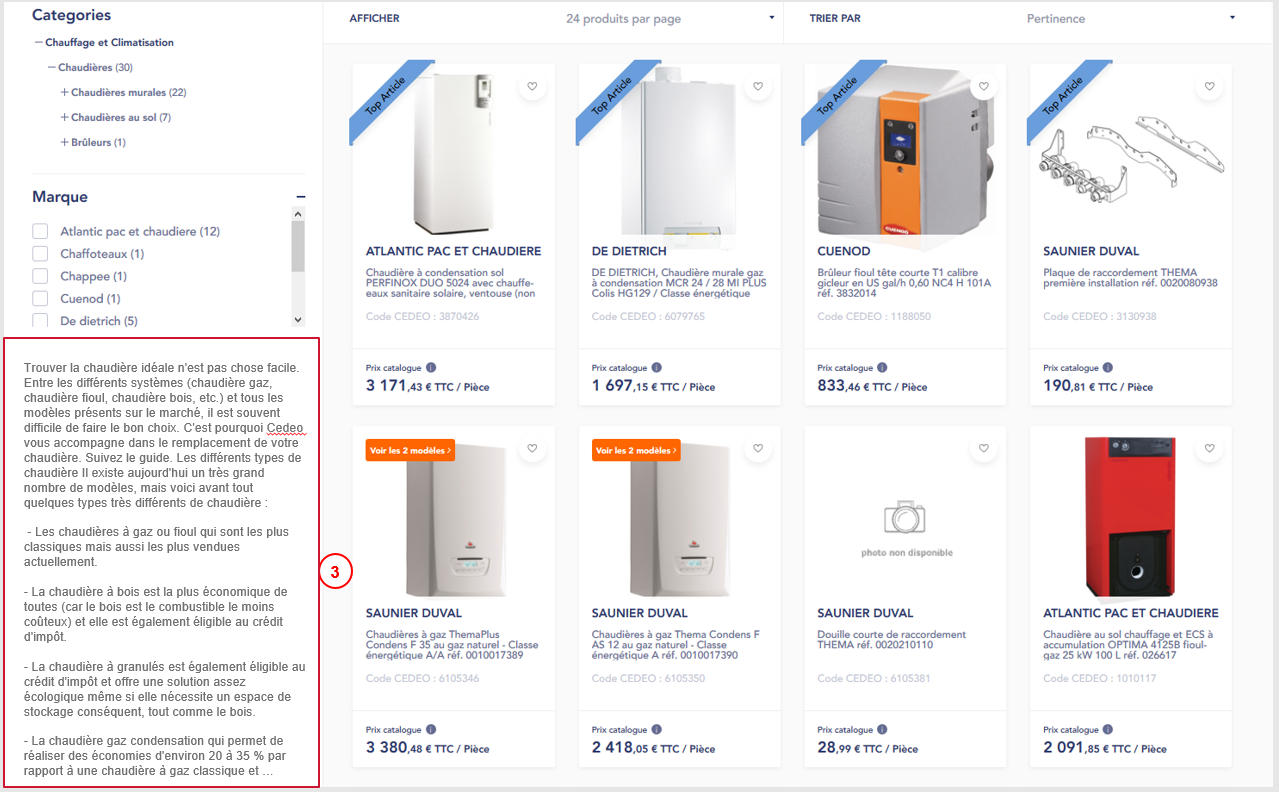 Categories
Chauffage et Climatisation
Chaudières (30)
Chaudières murales (22)
Chaudières au sol (7)
Brûleurs (1)
Marque
Atlantic pac et chaudiere (12)
Chaffoteaux (1)
Chappee (1)
Cuenod (1)
De dietrich (5)
Trouver la chaudière idéale n'est pas chose facile.
Entre les différents systèmes (chaudière gaz,
chaudière fioul, chaudière bois, etc.) et tous les
modèles présents sur le marché, il est souvent
difficile de faire le bon choix. C'est pourquoi Cedeo
vous accompagne dans le remplacement de votre
chaudière. Suivez le guide. Les différents types de
chaudière Il existe aujourd'hui un très grand
nombre de modèles, mais voici avant tout
quelques types très différents de chaudière :
- Les chaudières à gaz ou fioul qui sont les plus
classiques mais aussi les plus vendues
actuellement.
- La chaudière à bois est la plus économique de
toutes (car le bois est le combustible le moins
coûteux) et elle est également éligible au crédit
d'impôt.
- La chaudière à granulés est également éligible au
crédit d'impôt et offre une solution assez
écologique même si elle nécessite un espace de
stockage conséquent, tout comme le bois.
- La chaudière gaz condensation qui permet de
réaliser des économies d'environ 20 à 35 % par
rapport à une chaudière à gaz classique et ...
3
AFFICHER
24 produits par page
TRIER PAR
Pertinence
Top Article
ATLANTIC PAC ET CHAUDIERE
Chaudière à condensation sol
PERFINOX DUO 5024 avec chauffe-
eaux sanitaire solaire, ventouse (non
Code CEDEO : 3870426
Prix catalogue i
3 171,43 € TTC / Pièce
Top Article
DE DIETRICH
DE DIETRICH, Chaudière murale gaz
à condensation MCR 24 / 28 MI PLUS
Colis HG129 / Classe énergétique
Code CEDEO : 6079765
Prix catalogue i
1 697,15 € TTC / Pièce
Top Article
CUENOD
CUENOD
Brûleur fioul tête courte T1 calibre
gicleur en US gal/h 0,60 NC4 H 101A
réf. 3832014
Code CEDEO : 1188050
Prix catalogue i
833,46 € TTC / Pièce
Top Article
SAUNIER DUVAL
Plaque de raccordement THEMA
première installation réf. 0020080938
Code CEDEO : 3130938
Prix catalogue i
190,81 € TTC / Pièce
Voir les 2 modèles >
SAUNIER DUVAL
Chaudières à gaz ThemaPlus
Condens F 35 au gaz naturel - Classe
énergétique A/A réf. 0010017389
Code CEDEO : 6105346
Prix catalogue i
3 380,48 € TTC / Pièce
Voir les 2 modèles >
SAUNIER DUVAL
Chaudières à gaz Thema Condens F
AS 12 au gaz naturel - Classe
énergétique A réf. 0010017390
Code CEDEO : 6105350
Prix catalogue i
2 418,05 € TTC / Pièce
photo non disponible
SAUNIER DUVAL
Douille courte de raccordement
THEMA réf. 0020210110
Code CEDEO : 6105381
Prix catalogue i
28,99 € TTC / Pièce
ATLANTIC PAC ET CHAUDIERE
Chaudière au sol chauffage et ECS à
accumulation OPTIMA 4125B fioul-
gaz 25 kW 100 L réf. 026617
Code CEDEO : 1010117
Prix catalogue i
2 091,85 € TTC / Pièce